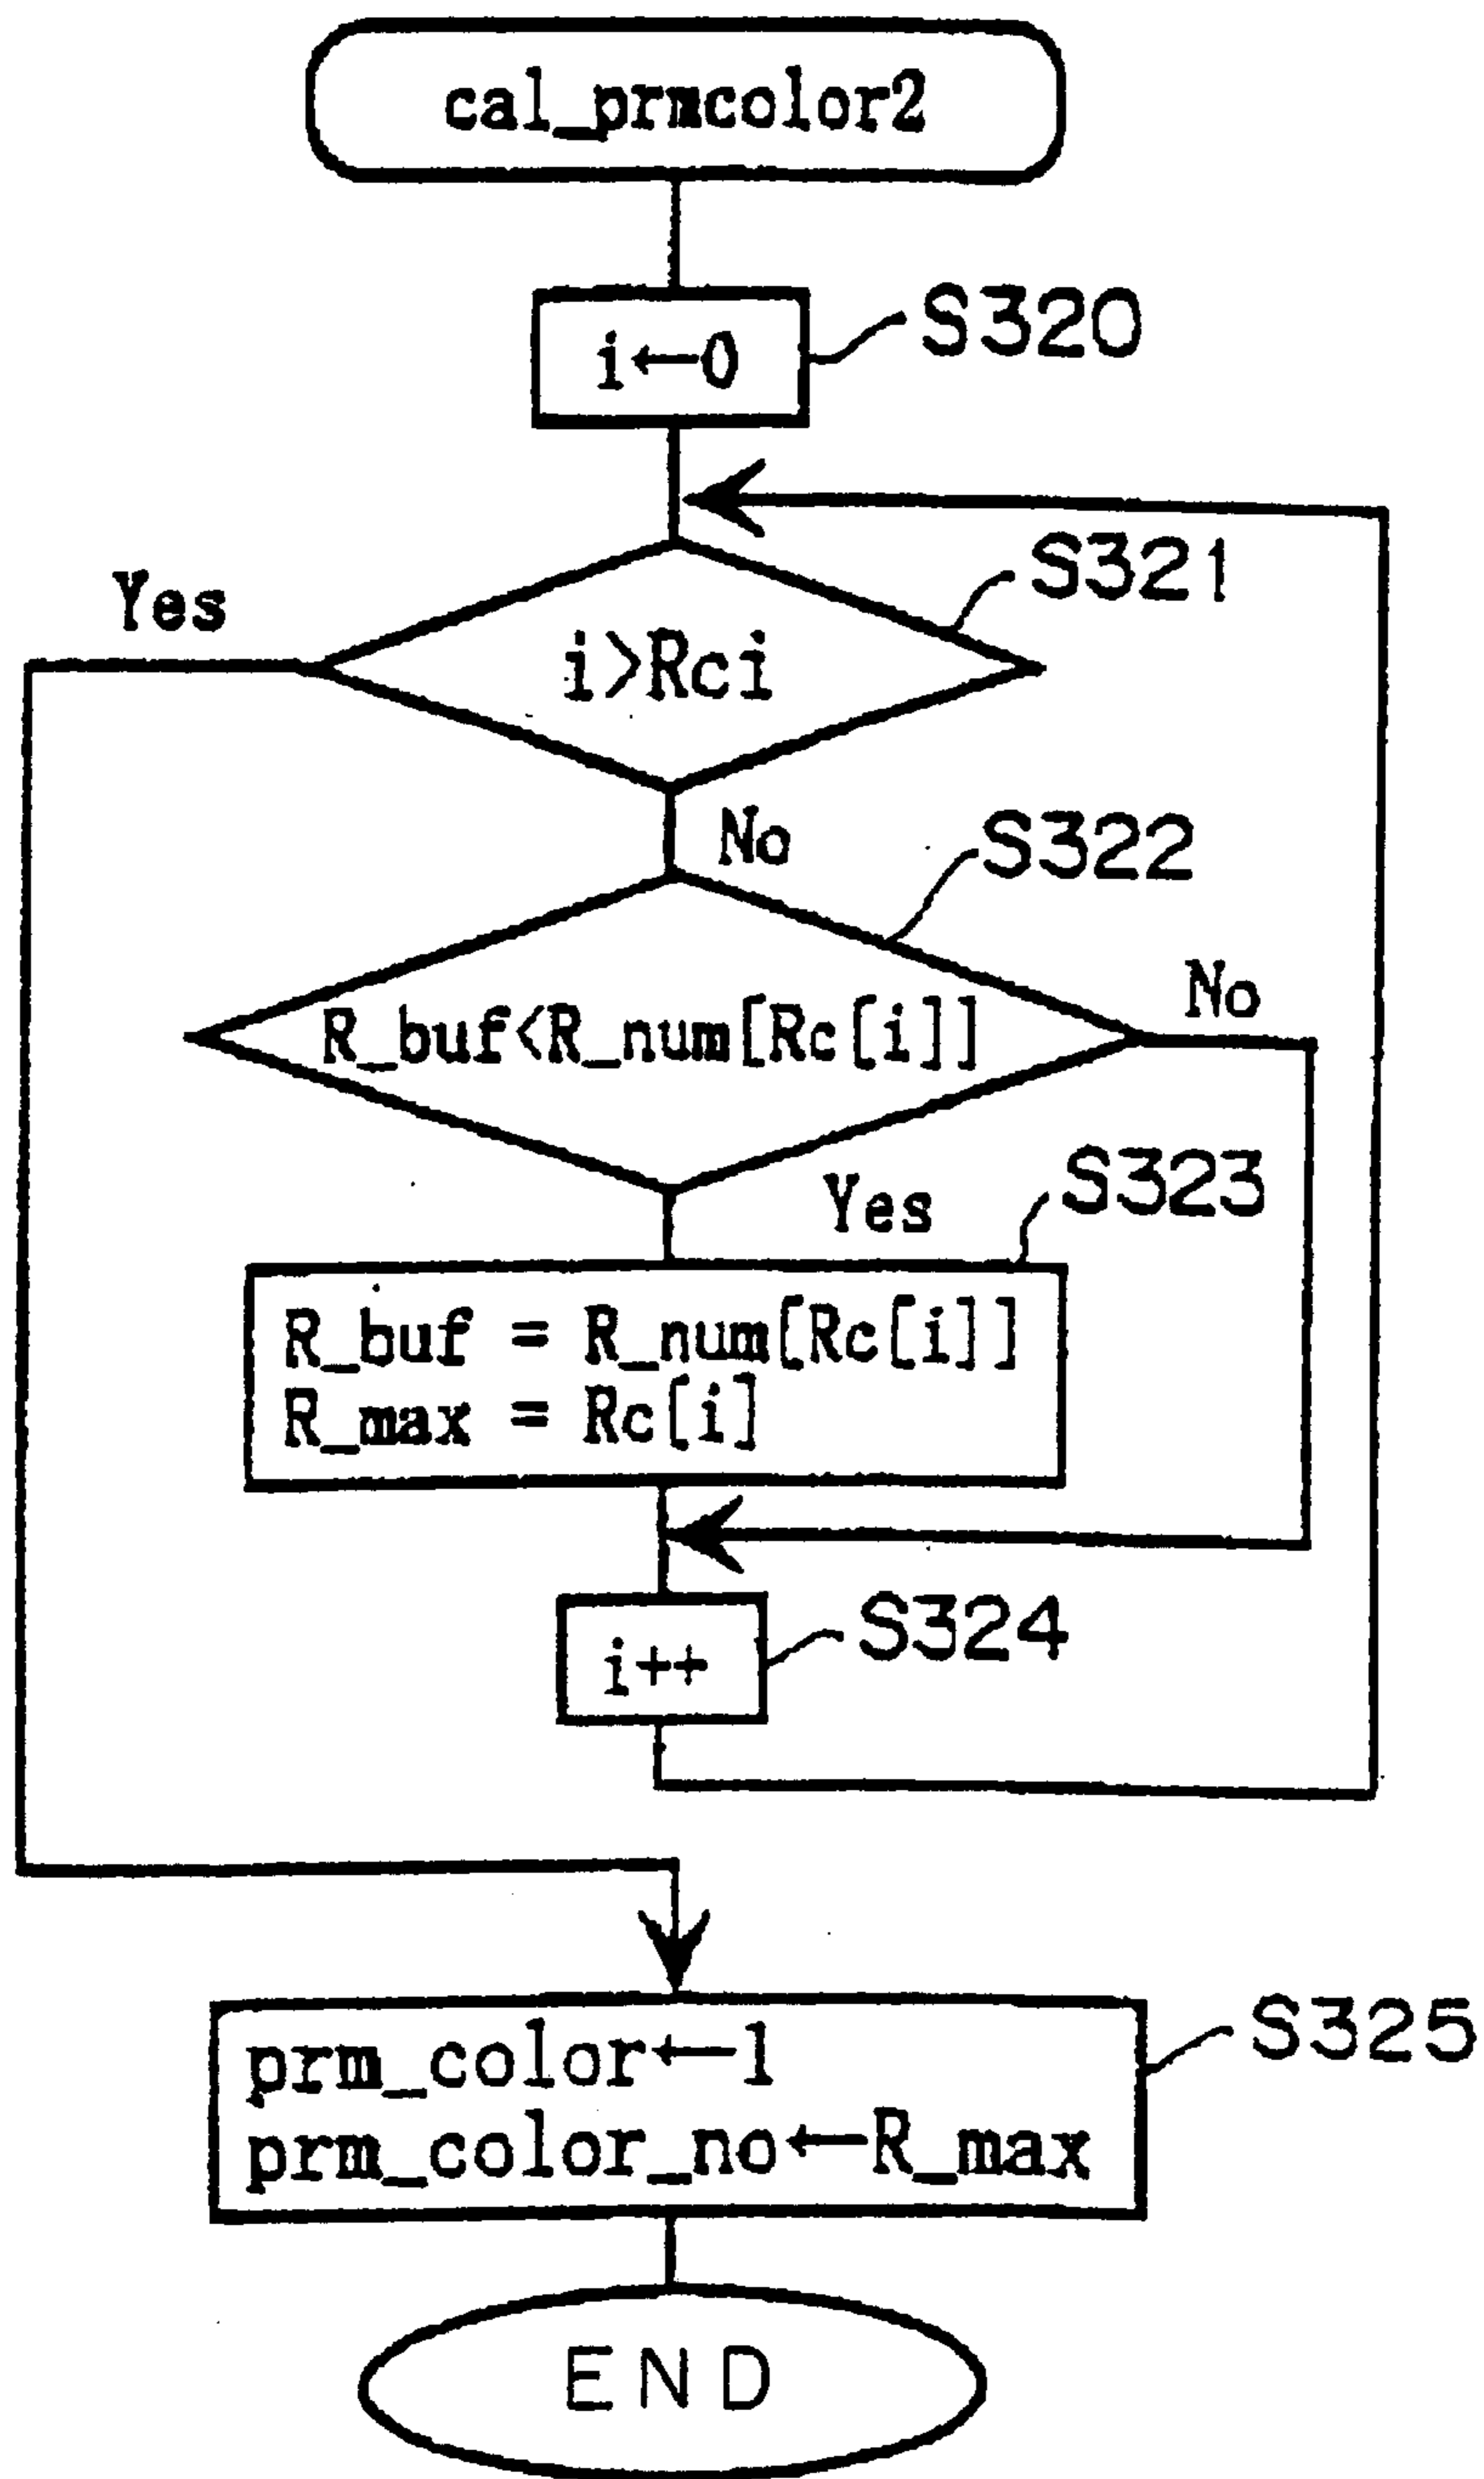 cal_prmcolor2
i←0
S320
S321
Yes
i>Rci
No
S322
R_buf<R_num[Rc[i]]
No
Yes
S323
R_buf = R_num[Rc[i]]
R_max = Rc[i]
i++
S324
prm_color←1
prm_color_no←R_max
S325
END